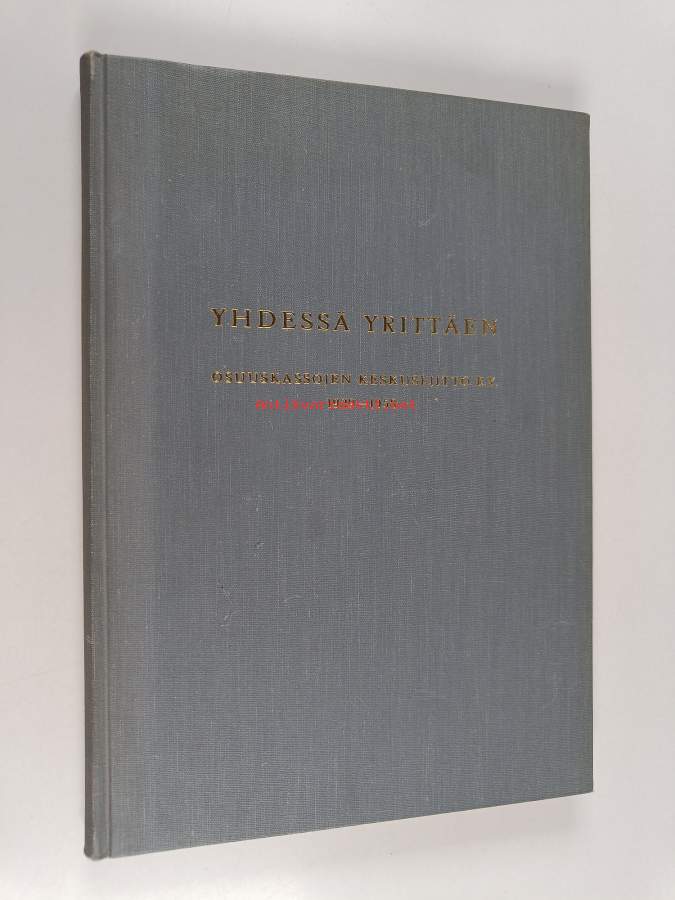 YHDESSÄ YRITTÄEN
OSUUSKASSOJEN KESKUSLIITTO R.Y.